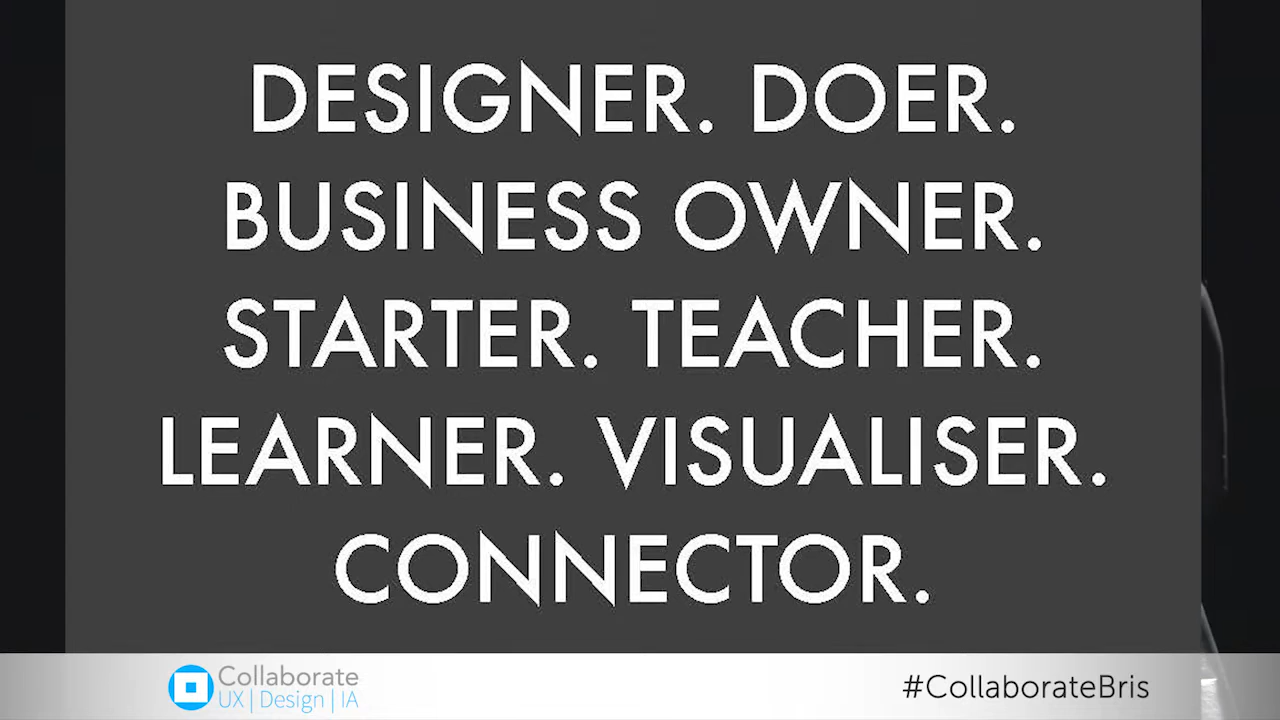 DESIGNER. DOER.
BUSINESS OWNER.
STARTER. TEACHER.
LEARNER. VISUALISER.
CONNECTOR.
Collaborate
UX | Design | IA
#CollaborateBris